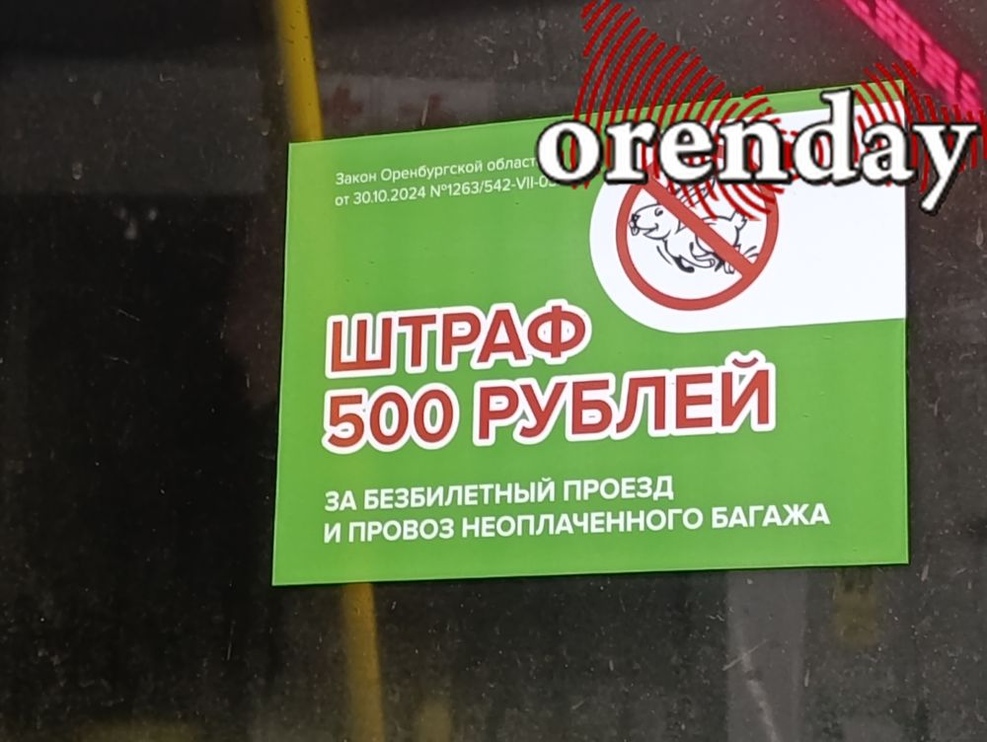 orenday
Закон Оренбургской
от 30.10.2024 №1263/542-VII-
ШТРАФ
500 РУБЛЕЙ
ЗА БЕЗБИЛЕТНЫЙ ПРОЕЗД
И ПРОВОЗ НЕОПЛАЧЕННОГО БАГАЖА